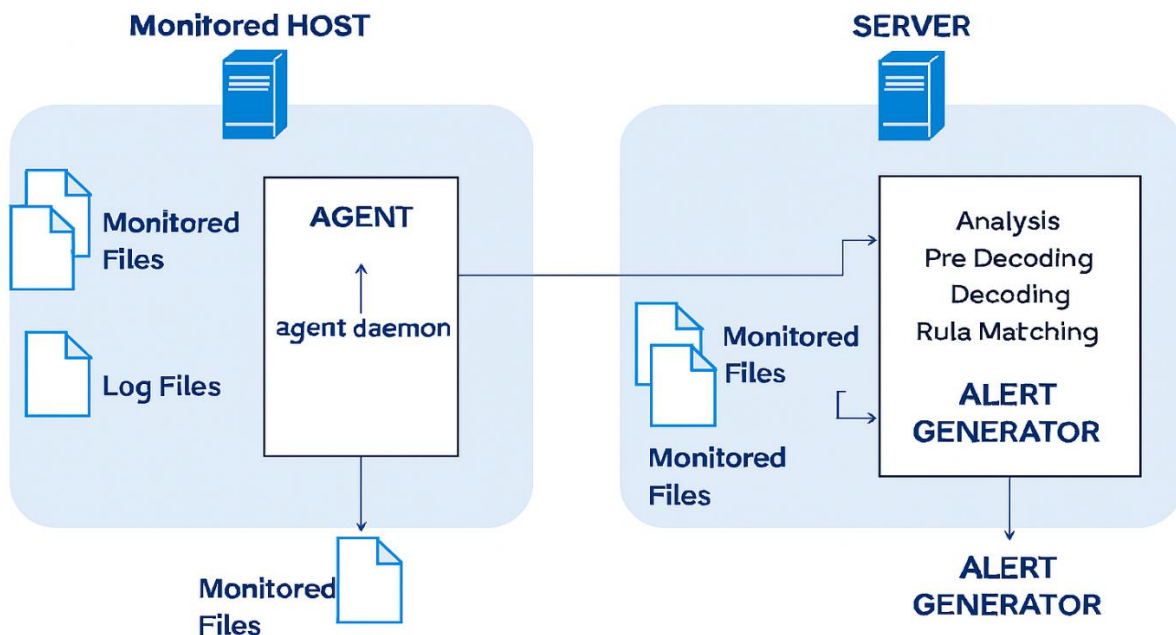 Monitored HOST
Monitored
Files
Log Files
AGENT
agent daemon
Monitored
Files
SERVER
Analysis
Pre Decoding
Decoding
Rula Matching
ALERT
GENERATOR
Monitored
Files
Monitored
Files
ALERT
GENERATOR